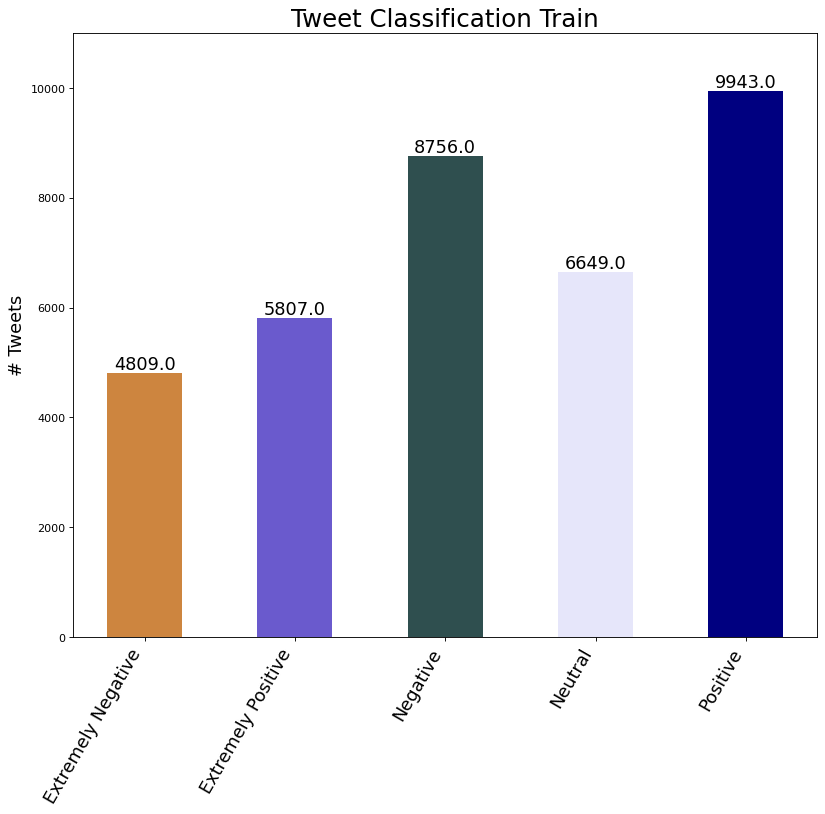 Tweet Classification Train
# Tweets
10000
8000
6000
4000
2000
0
4809.0
5807.0
8756.0
6649.0
9943.0
Extremely Negative
Extremely Positive
Negative
Neutral
Positive